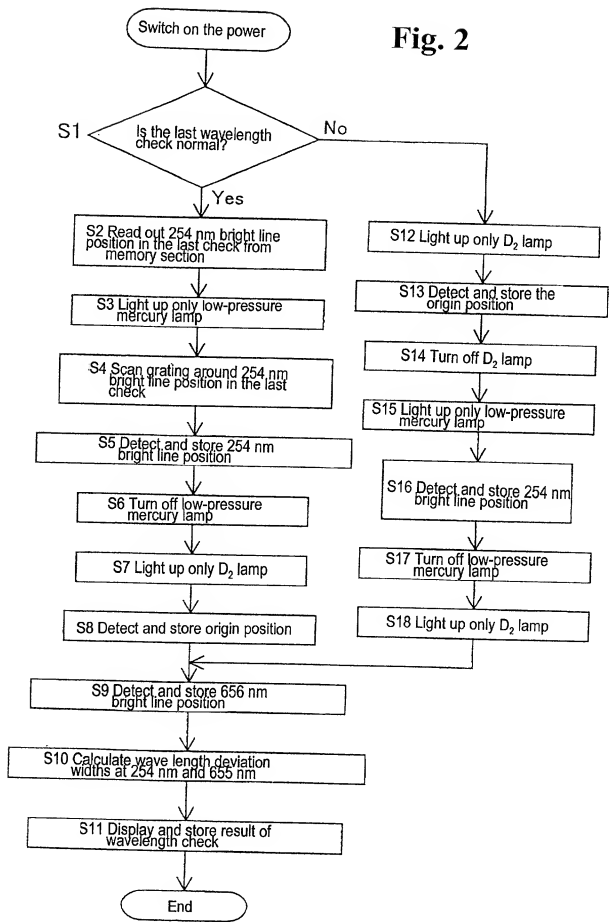 Fig. 2
Switch on the power
S1
Is the last wavelength
check normal?
No
Yes
S2 Read out 254 nm bright line
position in the last check from
memory section
S3 Light up only low-pressure
mercury lamp
S4 Scan grating around 254 nm
bright line position in the last
check
S5 Detect and store 254 nm
bright line position
S6 Turn off low-pressure
mercury lamp
S7 Light up only D₂ lamp
S8 Detect and store origin position
S12 Light up only D₂ lamp
S13 Detect and store the
origin position
S14 Turn off D₂ lamp
S15 Light up only low-pressure
mercury lamp
S16 Detect and store 254 nm
bright line position
S17 Turn off low-pressure
mercury lamp
S18 Light up only D₂ lamp
S9 Detect and store 656 nm
bright line position
S10 Calculate wave length deviation
widths at 254 nm and 655 nm
S11 Display and store result of
wavelength check
End